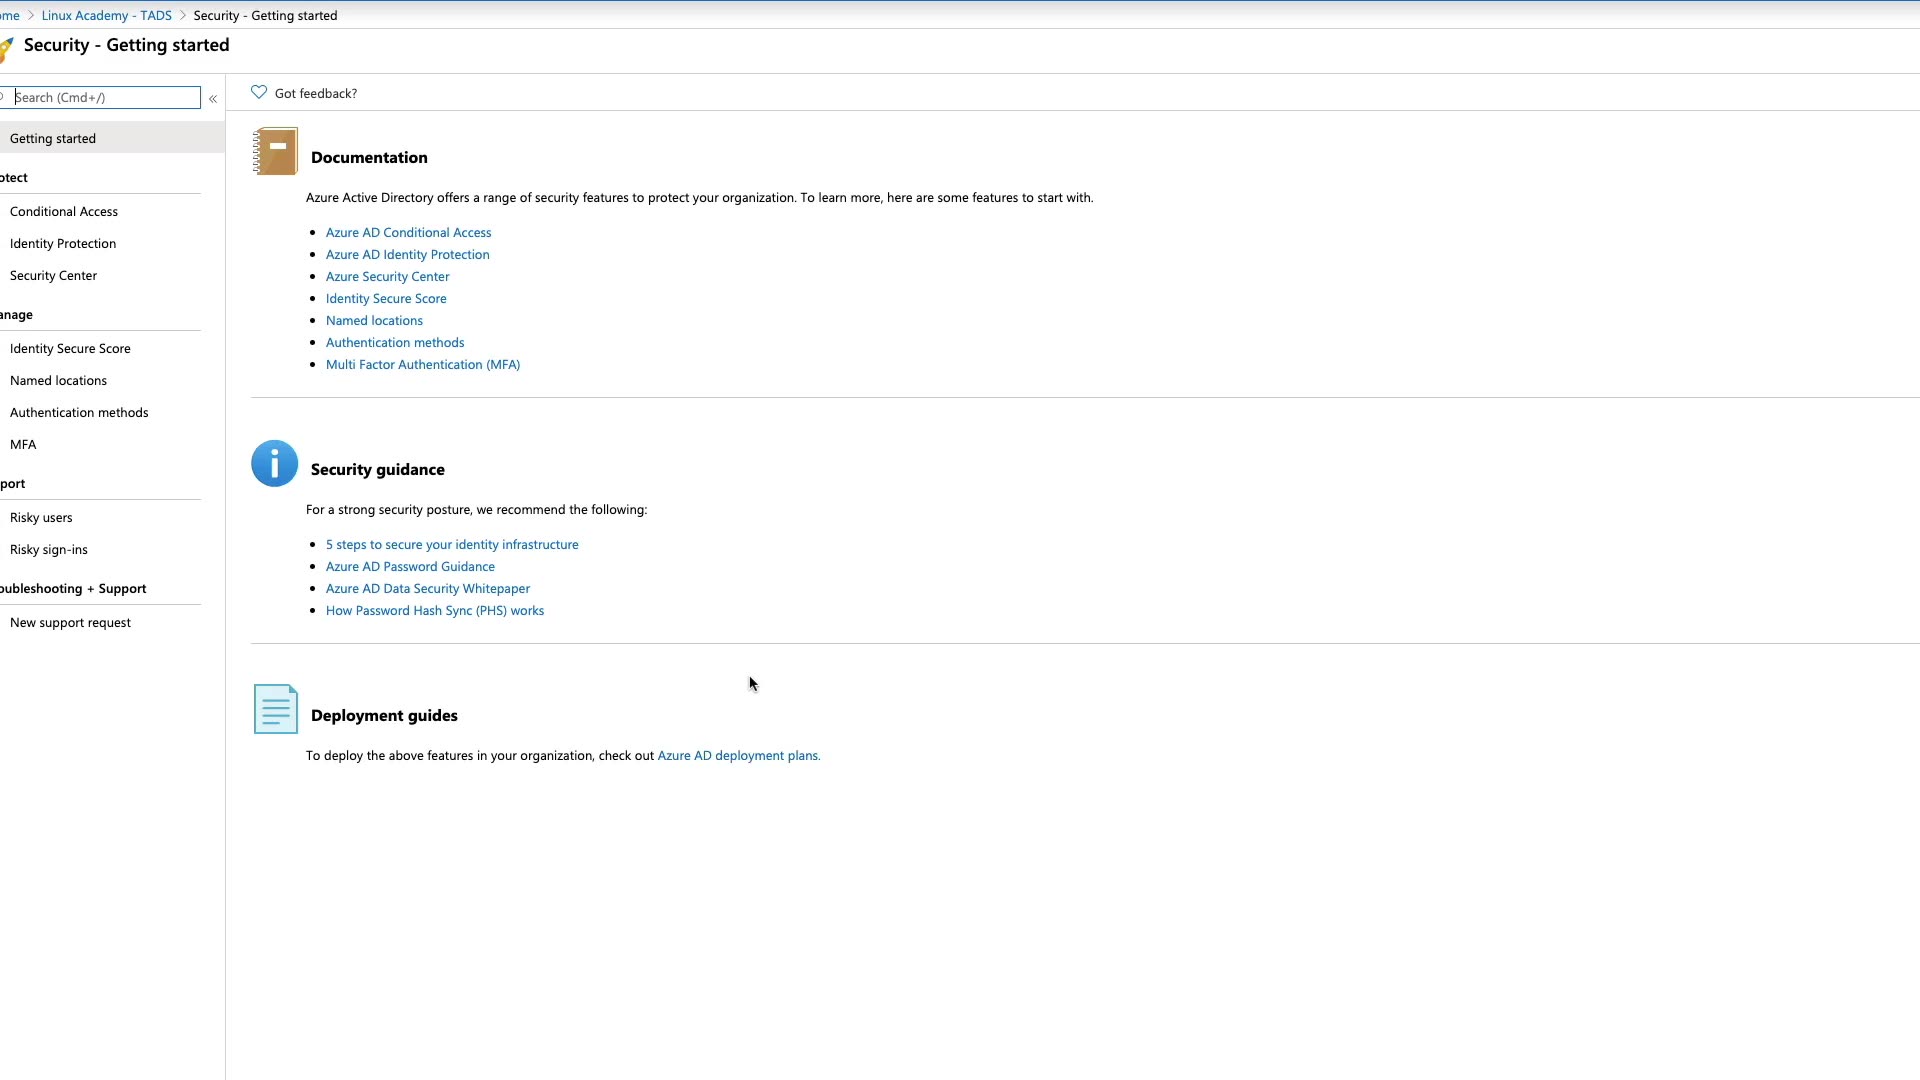 ome > Linux Academy - TADS > Security - Getting started
Security - Getting started
Search (Cmd+/)
«
Got feedback?
Getting started
otect
Conditional Access
Identity Protection
Security Center
anage
Identity Secure Score
Named locations
Authentication methods
MFA
port
Risky users
Risky sign-ins
oubleshooting + Support
New support request
Documentation
Azure Active Directory offers a range of security features to protect your organization. To learn more, here are some features to start with.
• Azure AD Conditional Access
• Azure AD Identity Protection
• Azure Security Center
• Identity Secure Score
• Named locations
• Authentication methods
• Multi Factor Authentication (MFA)
Security guidance
For a strong security posture, we recommend the following:
• 5 steps to secure your identity infrastructure
• Azure AD Password Guidance
• Azure AD Data Security Whitepaper
• How Password Hash Sync (PHS) works
Deployment guides
To deploy the above features in your organization, check out Azure AD deployment plans.